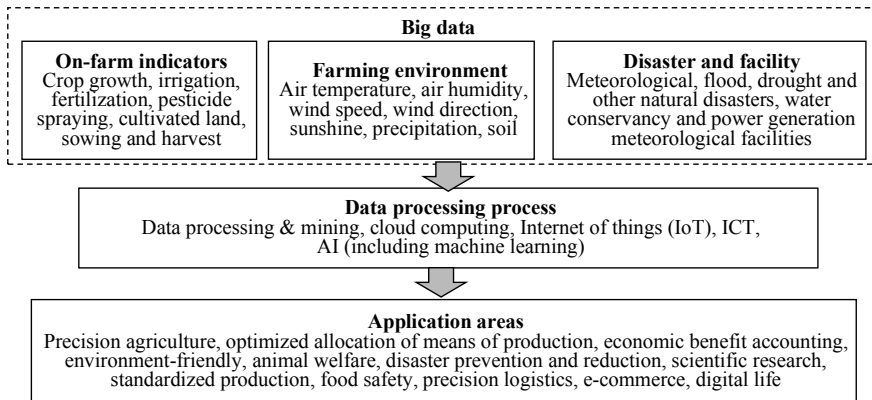 Big data
On-farm indicators
Crop growth, irrigation,
fertilization, pesticide
spraying, cultivated land,
sowing and harvest
Farming environment
Air temperature, air humidity,
wind speed, wind direction,
sunshine, precipitation, soil
Disaster and facility
Meteorological, flood, drought and
other natural disasters, water
conservancy and power generation
meteorological facilities
Data processing process
Data processing & mining, cloud computing, Internet of things (IoT), ICT,
AI (including machine learning)
Application areas
Precision agriculture, optimized allocation of means of production, economic benefit accounting,
environment-friendly, animal welfare, disaster prevention and reduction, scientific research,
standardized production, food safety, precision logistics, e-commerce, digital life